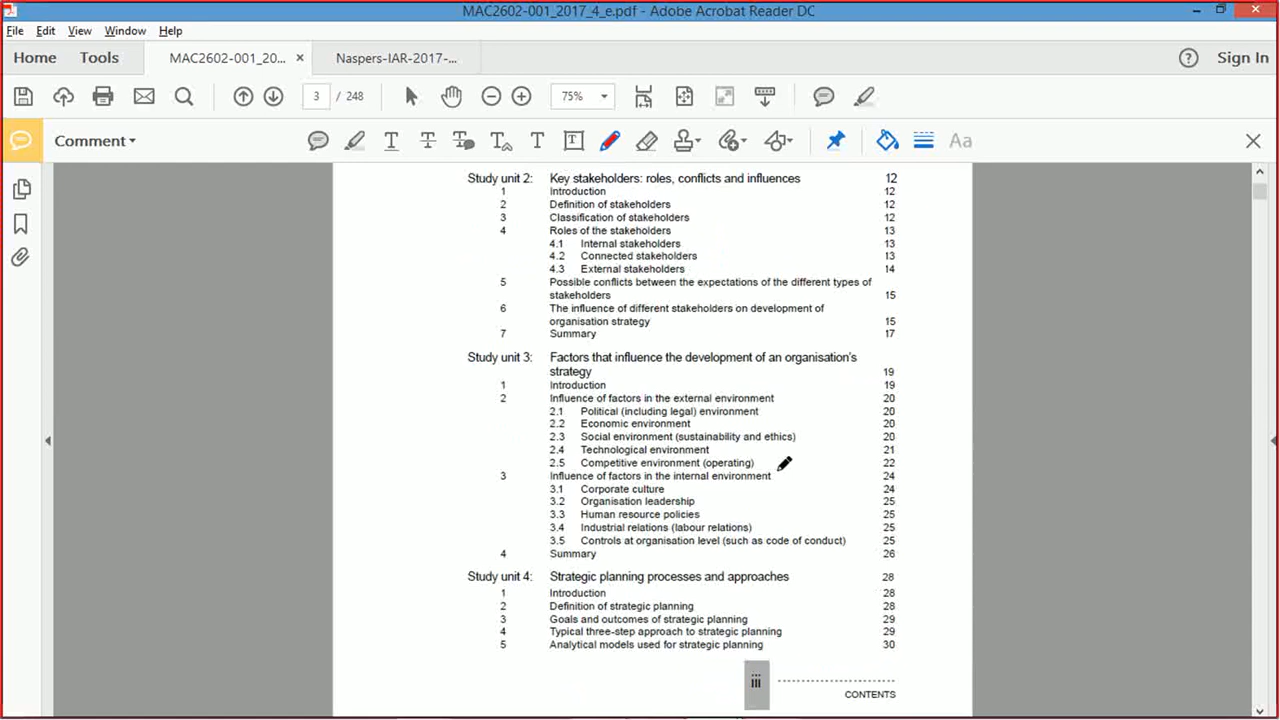 MAC2602-001_2017_4_e.pdf - Adobe Acrobat Reader DC
File Edit View Window Help
Home Tools MAC2602-001_20... × Naspers-IAR-2017-... Sign In
3 / 248 75%
Comment
Study unit 2: Key stakeholders: roles, conflicts and influences 12
1 Introduction 12
2 Definition of stakeholders 12
3 Classification of stakeholders 12
4 Roles of the stakeholders 13
4.1 Internal stakeholders 13
4.2 Connected stakeholders 13
4.3 External stakeholders 14
5 Possible conflicts between the expectations of the different types of
stakeholders 15
6 The influence of different stakeholders on development of
organisation strategy 15
7 Summary 17
Study unit 3: Factors that influence the development of an organisation's
strategy 19
1 Introduction 19
2 Influence of factors in the external environment 20
2.1 Political (including legal) environment 20
2.2 Economic environment 20
2.3 Social environment (sustainability and ethics) 20
2.4 Technological environment 21
2.5 Competitive environment (operating) 22
3 Influence of factors in the internal environment 24
3.1 Corporate culture 24
3.2 Organisation leadership 25
3.3 Human resource policies 25
3.4 Industrial relations (labour relations) 25
3.5 Controls at organisation level (such as code of conduct) 25
4 Summary 26
Study unit 4: Strategic planning processes and approaches 28
1 Introduction 28
2 Definition of strategic planning 28
3 Goals and outcomes of strategic planning 29
4 Typical three-step approach to strategic planning 29
5 Analytical models used for strategic planning 30
iii
CONTENTS